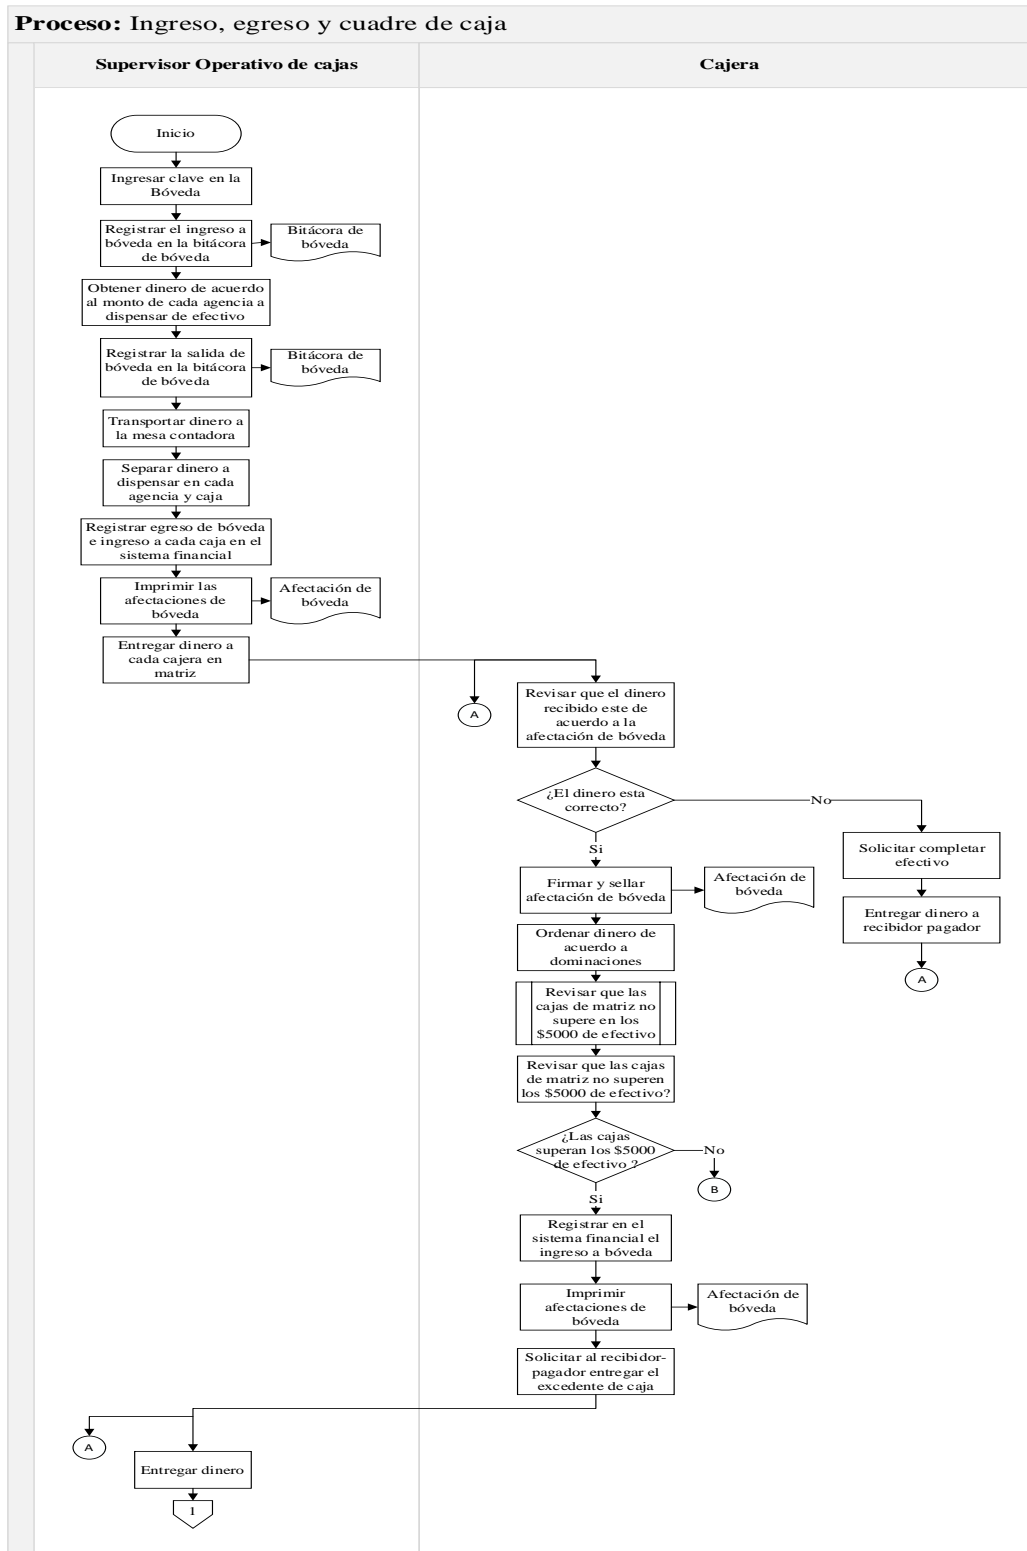 Proceso: Ingreso, egreso y cuadre de caja
Supervisor Operativo de cajas
Cajera
Inicio
Ingresar clave en la
Bóveda
Registrar el ingreso a
bóveda en la bitácora
de bóveda
Bitácora de
bóveda
Obtener dinero de acuerdo
al monto de cada agencia a
dispensar de efectivo
Registrar la salida de
bóveda en la bitácora
de bóveda
Bitácora de
bóveda
Transportar dinero a
la mesa contadora
Separar dinero a
dispensar en cada
agencia y caja
Registrar egreso de bóveda
e ingreso a cada caja en el
sistema financial
Imprimir las
afectaciones de
bóveda
Afectación de
bóveda
Entregar dinero a
cada cajera en
matriz
A
Revisar que el dinero
recibido este de
acuerdo a la
afectación de bóveda
¿El dinero esta
correcto?
No
Si
Solicitar completar
efectivo
Entregar dinero a
recibidor pagador
A
Firmar y sellar
afectación de bóveda
Afectación de
bóveda
Ordenar dinero de
acuerdo a
dominaciones
Revisar que las
cajas de matriz no
supere en los
$5000 de efectivo
Revisar que las cajas
de matriz no superen
los $5000 de efectivo?
¿Las cajas
superan los $5000
de efectivo ?
No
B
Si
Registrar en el
sistema financial el
ingreso a bóveda
Imprimir
afectaciones de
bóveda
Afectación de
bóveda
Solicitar al recibidor-
pagador entregar el
excedente de caja
A
Entregar dinero
1